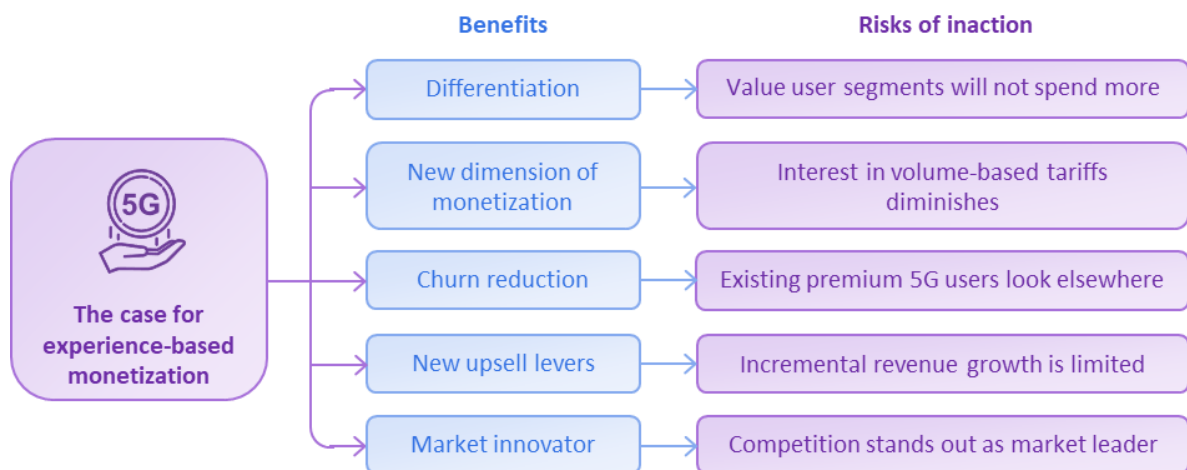 Benefits
Risks of inaction
5G
The case for
experience-based
monetization
Differentiation
Value user segments will not spend more
New dimension of
monetization
Interest in volume-based tariffs
diminishes
Churn reduction
Existing premium 5G users look elsewhere
New upsell levers
Incremental revenue growth is limited
Market innovator
Competition stands out as market leader